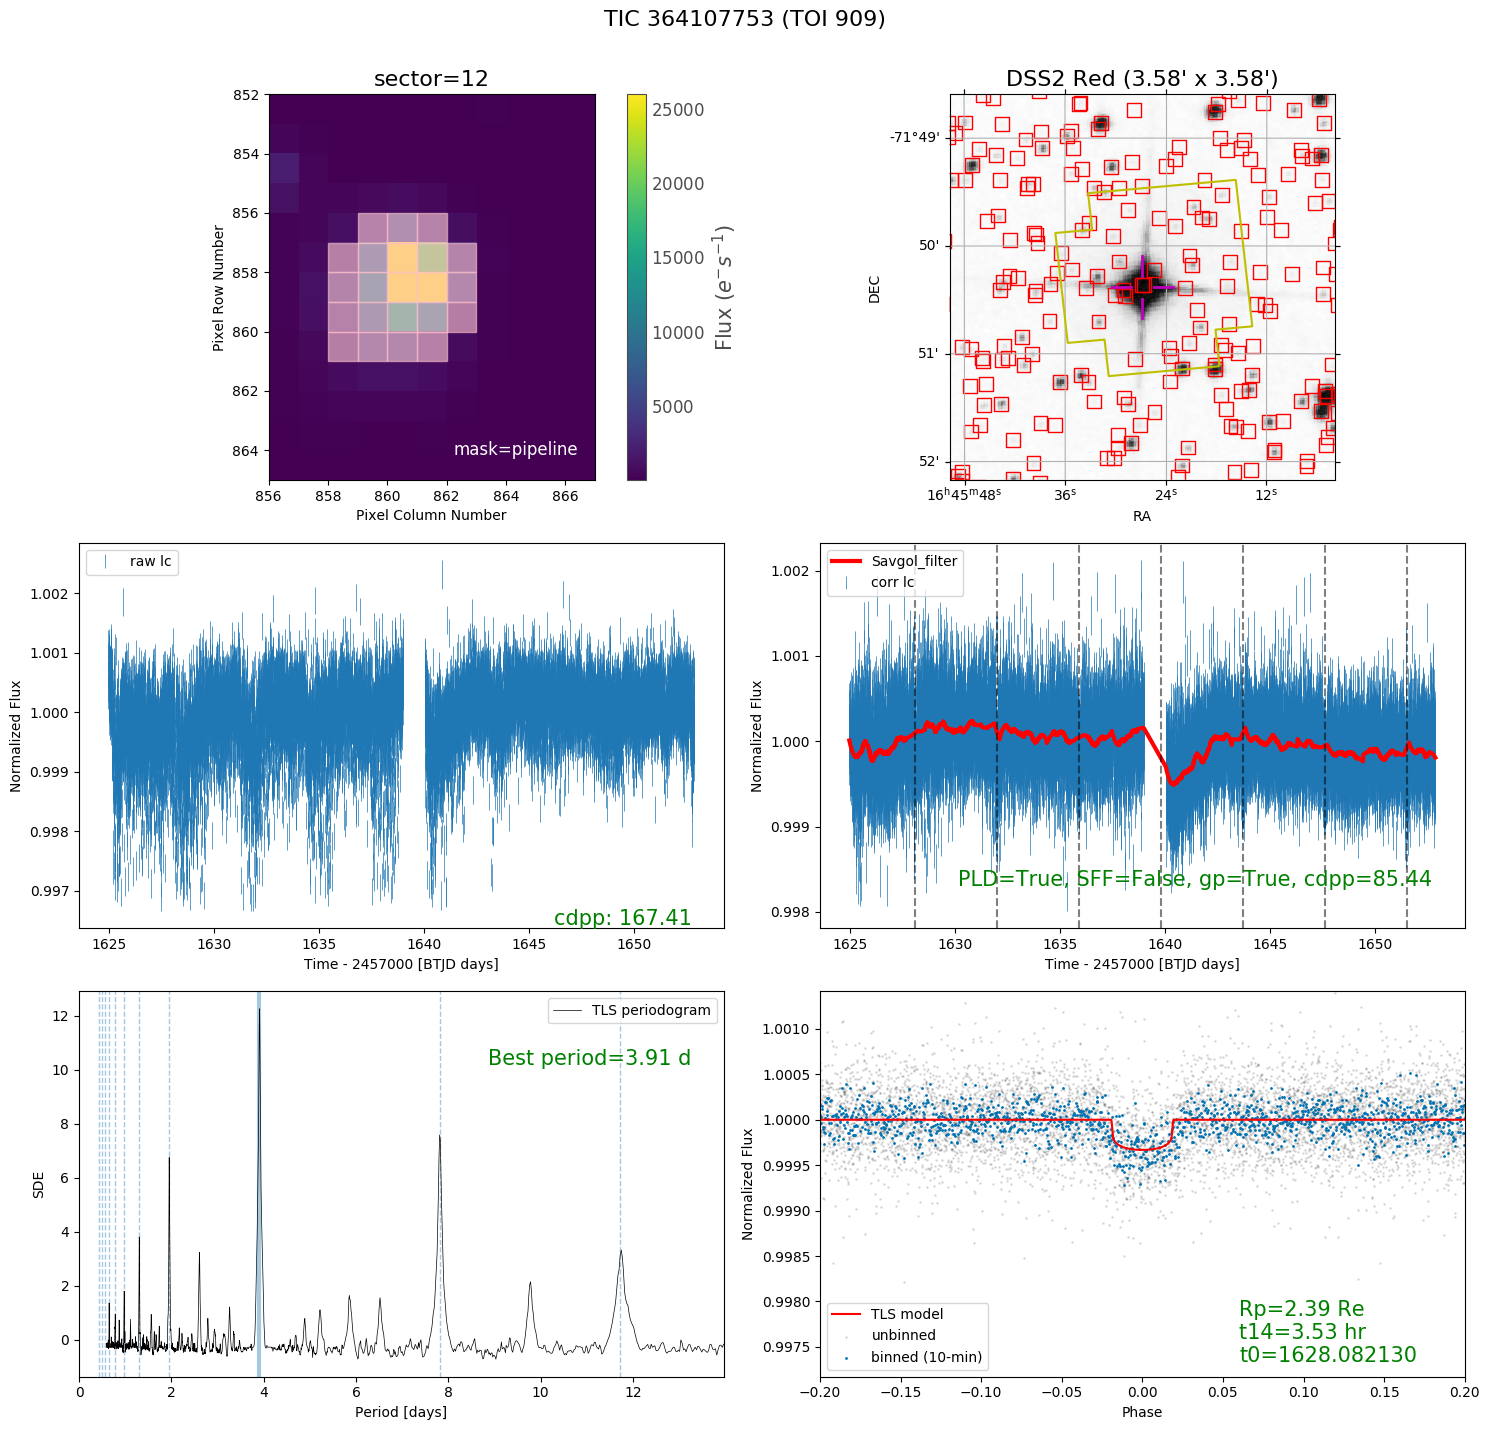 TIC 364107753 (TOI 909)
sector=12
852
854
856
858
860
862
864
856
858
860
862
864
866
Pixel Row Number
Pixel Column Number
mask=pipeline
25000
20000
15000
10000
5000
Flux (e⁻s⁻¹)
DSS2 Red (3.58' x 3.58')
-71°49'
50'
51'
52'
DEC
16ʰ45ᵐ48ˢ
36ˢ
24ˢ
12ˢ
RA
raw lc
1.002
1.001
1.000
0.999
0.998
0.997
Normalized Flux
cdpp: 167.41
1625
1630
1635
1640
1645
1650
Time - 2457000 [BTJD days]
Savgol_filter
corr lc
1.002
1.001
1.000
0.999
0.998
Normalized Flux
PLD=True, SFF=False, gp=True, cdpp=85.44
1625
1630
1635
1640
1645
1650
Time - 2457000 [BTJD days]
TLS periodogram
Best period=3.91 d
12
10
8
6
4
2
0
SDE
0
2
4
6
8
10
12
Period [days]
1.0010
1.0005
1.0000
0.9995
0.9990
0.9985
0.9980
0.9975
Normalized Flux
TLS model
unbinned
binned (10-min)
Rp=2.39 Re
t14=3.53 hr
t0=1628.082130
−0.20
−0.15
−0.10
−0.05
0.00
0.05
0.10
0.15
0.20
Phase